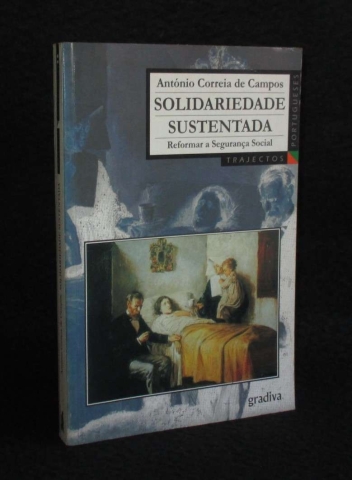 António Correia de Campos
SOLIDARIEDADE
SUSTENTADA
Reformar a Segurança Social
TRAJECTOS
PORTUGUESES
gradiva